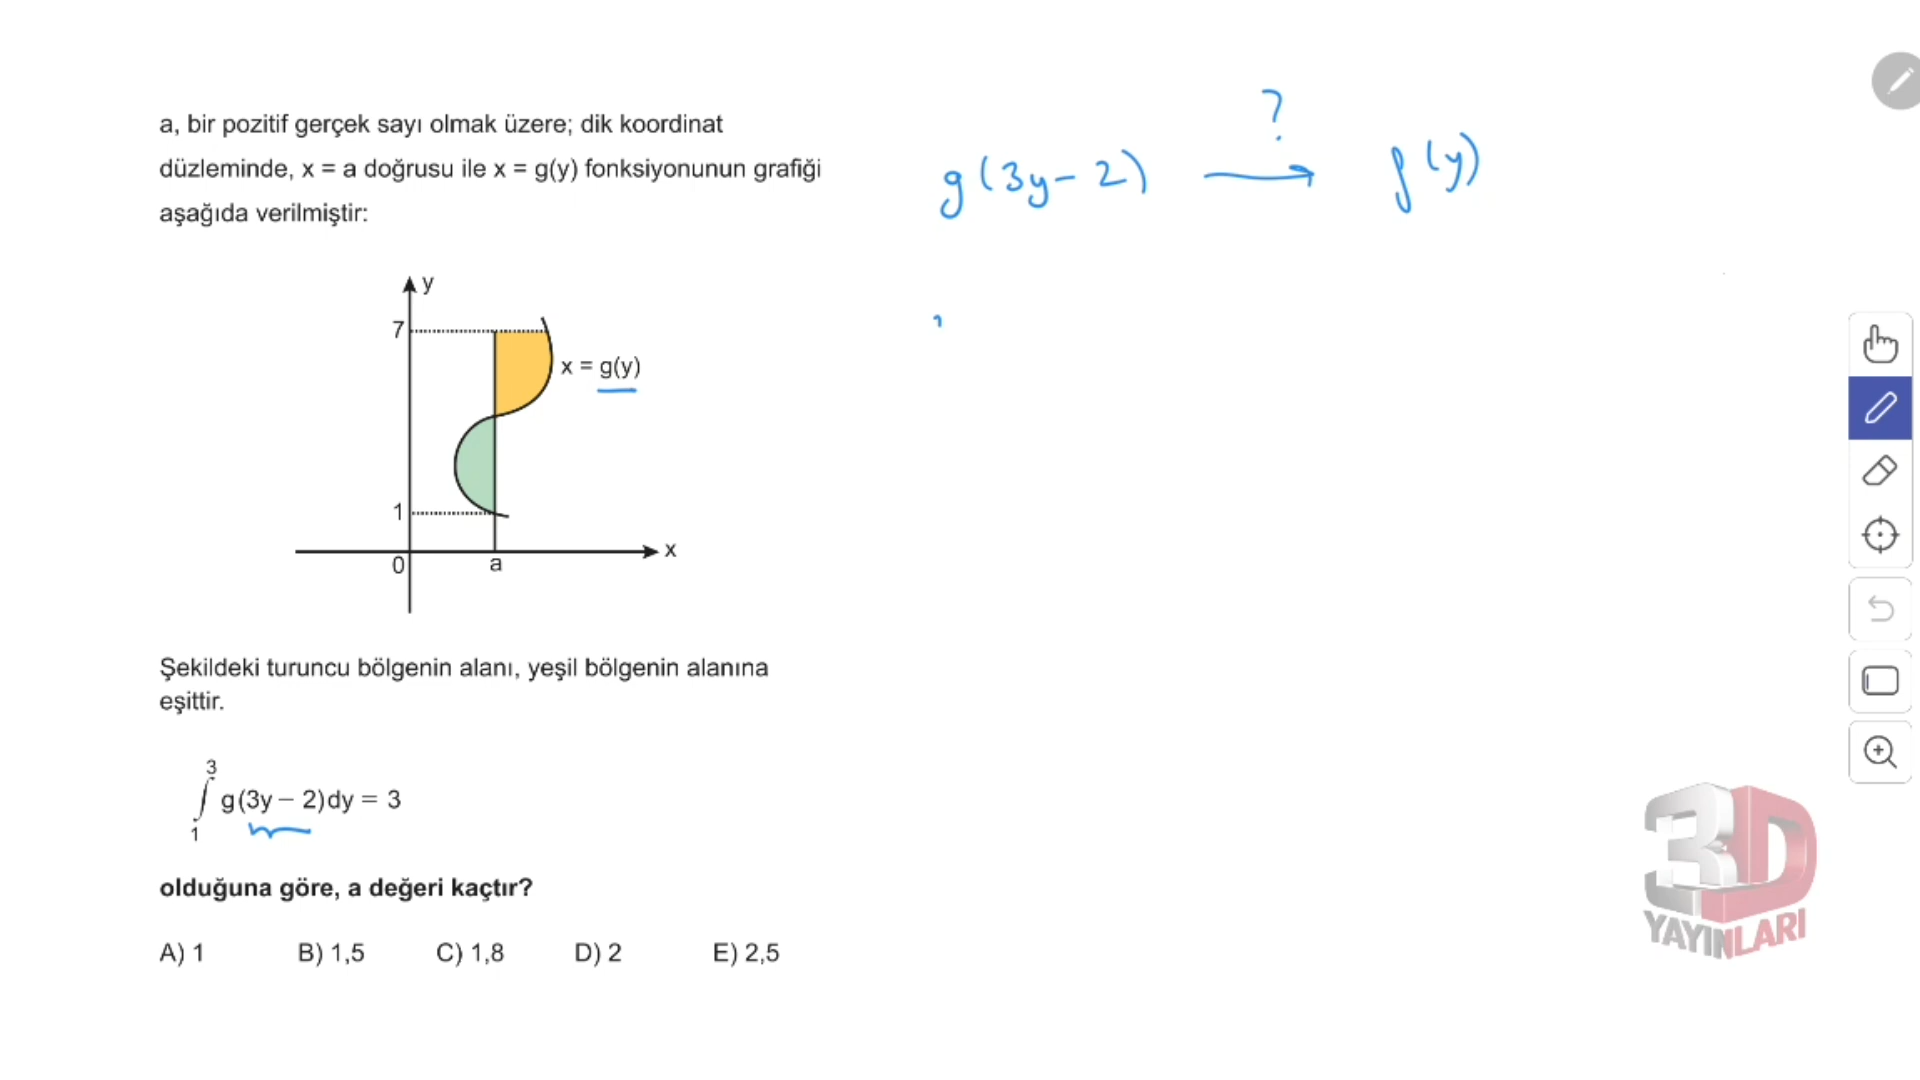 a, bir pozitif gerçek sayı olmak üzere; dik koordinat
düzleminde, x = a doğrusu ile x = g(y) fonksiyonunun grafiği
aşağıda verilmiştir:
g(3y-2) ? → f(y)
y
7
x = g(y)
1
0
a
x
Şekildeki turuncu bölgenin alanı, yeşil bölgenin alanına
eşittir.
3
∫ g(3y – 2)dy = 3
1
olduğuna göre, a değeri kaçtır?
A) 1 B) 1,5 C) 1,8 D) 2 E) 2,5
3D
YAYINLARI